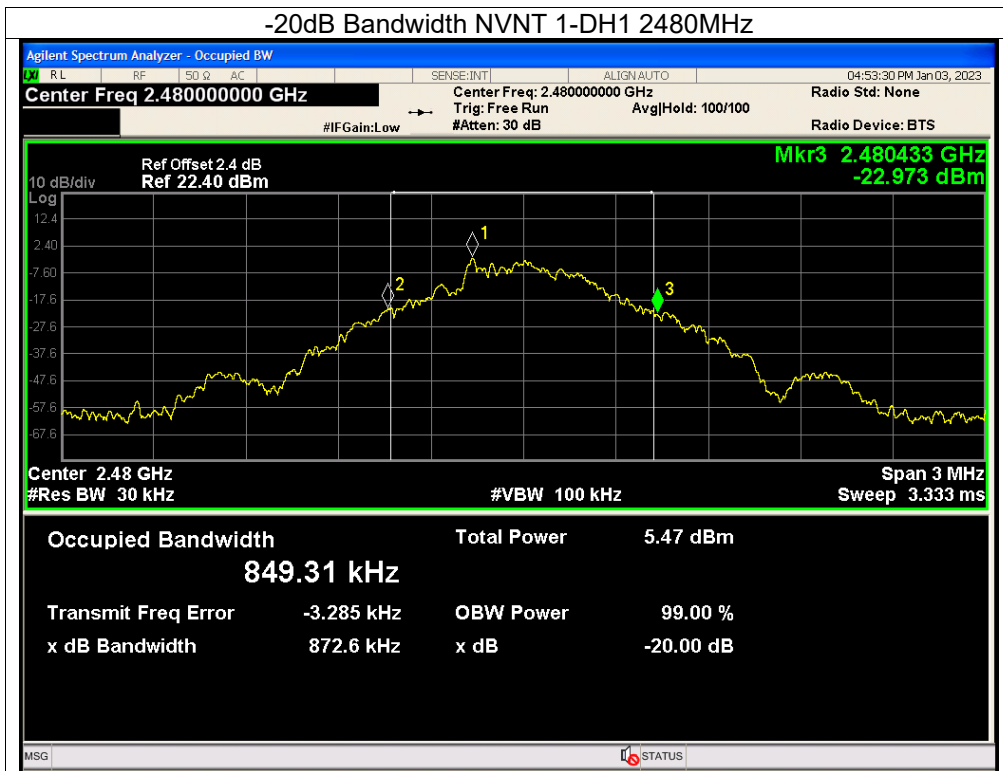 -20dB Bandwidth NVNT 1-DH1 2480MHz
Agilent Spectrum Analyzer - Occupied BW
LXI RL RF 50 Ω AC SENSE:INT ALIGN AUTO 04:53:30 PM Jan 03, 2023
Center Freq 2.480000000 GHz Center Freq: 2.480000000 GHz Radio Std: None
Trig: Free Run Avg|Hold: 100/100
#IFGain:Low #Atten: 30 dB Radio Device: BTS
Ref Offset 2.4 dB Mkr3 2.480433 GHz
10 dB/div Ref 22.40 dBm -22.973 dBm
Log
12.4
2.40
-7.60
-17.6
-27.6
-37.6
-47.6
-57.6
-67.6
1
2
3
Center 2.48 GHz Span 3 MHz
#Res BW 30 kHz #VBW 100 kHz Sweep 3.333 ms
Occupied Bandwidth Total Power 5.47 dBm
849.31 kHz
Transmit Freq Error -3.285 kHz OBW Power 99.00 %
x dB Bandwidth 872.6 kHz x dB -20.00 dB
MSG STATUS